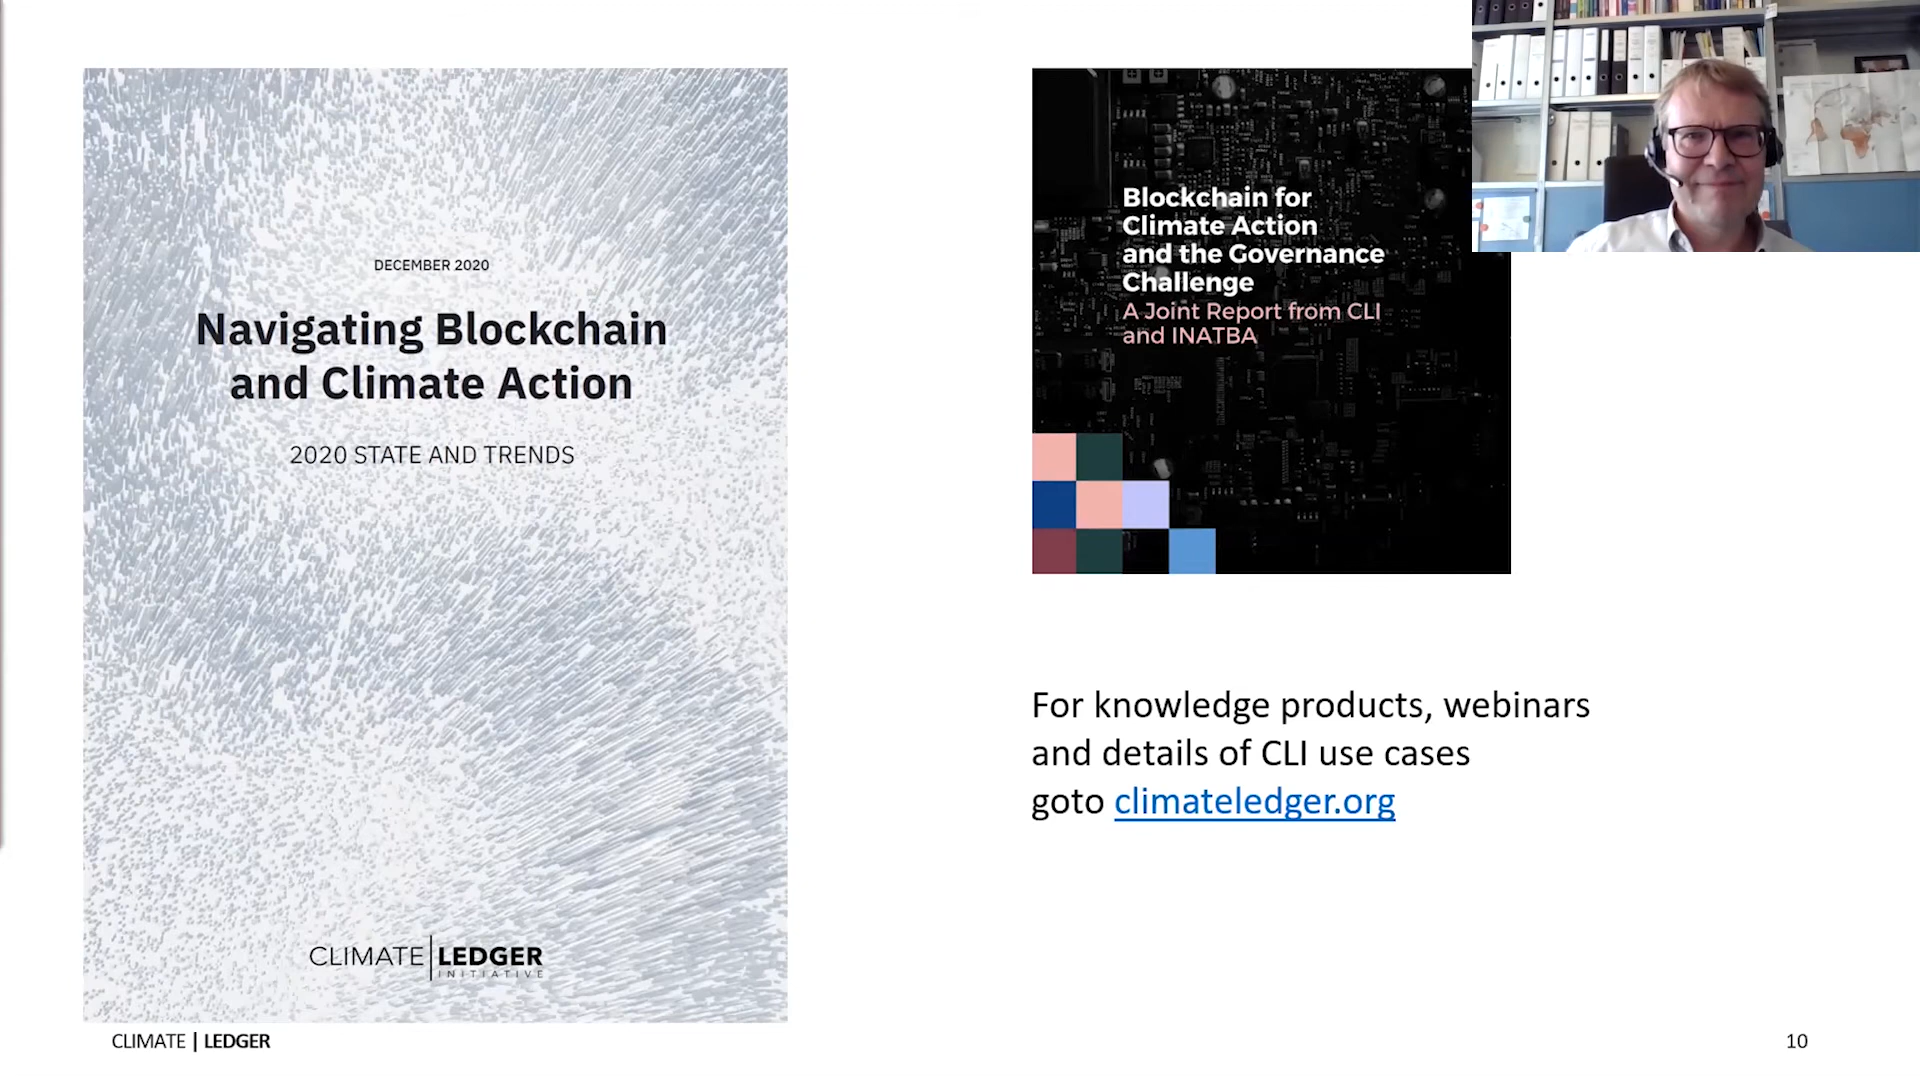 DECEMBER 2020
Navigating Blockchain
and Climate Action
2020 STATE AND TRENDS
CLIMATE LEDGER
INITIATIVE
Blockchain for
Climate Action
and the Governance
Challenge
A Joint Report from CLI
and INATBA
For knowledge products, webinars
and details of CLI use cases
goto climateledger.org
CLIMATE | LEDGER
10